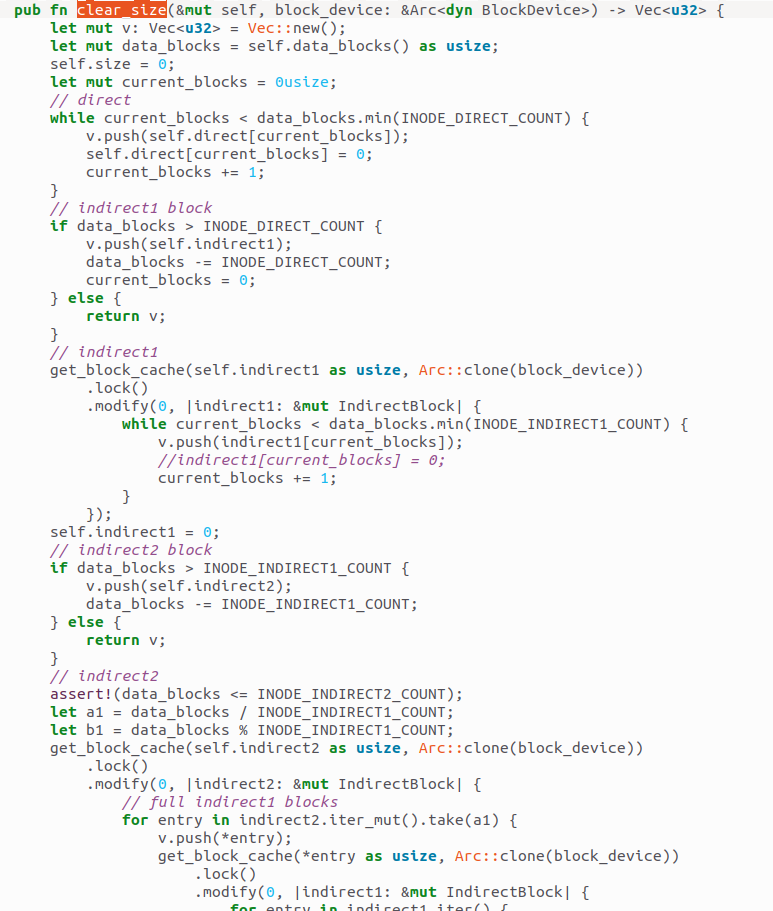 pub fn clear_size(&mut self, block_device: &Arc<dyn BlockDevice>) -> Vec<u32> {
    let mut v: Vec<u32> = Vec::new();
    let mut data_blocks = self.data_blocks() as usize;
    self.size = 0;
    let mut current_blocks = 0usize;
    // direct
    while current_blocks < data_blocks.min(INODE_DIRECT_COUNT) {
        v.push(self.direct[current_blocks]);
        self.direct[current_blocks] = 0;
        current_blocks += 1;
    }
    // indirect1 block
    if data_blocks > INODE_DIRECT_COUNT {
        v.push(self.indirect1);
        data_blocks -= INODE_DIRECT_COUNT;
        current_blocks = 0;
    } else {
        return v;
    }
    // indirect1
    get_block_cache(self.indirect1 as usize, Arc::clone(block_device))
        .lock()
        .modify(0, |indirect1: &mut IndirectBlock| {
            while current_blocks < data_blocks.min(INODE_INDIRECT1_COUNT) {
                v.push(indirect1[current_blocks]);
                //indirect1[current_blocks] = 0;
                current_blocks += 1;
            }
        });
    self.indirect1 = 0;
    // indirect2 block
    if data_blocks > INODE_INDIRECT1_COUNT {
        v.push(self.indirect2);
        data_blocks -= INODE_INDIRECT1_COUNT;
    } else {
        return v;
    }
    // indirect2
    assert!(data_blocks <= INODE_INDIRECT2_COUNT);
    let a1 = data_blocks / INODE_INDIRECT1_COUNT;
    let b1 = data_blocks % INODE_INDIRECT1_COUNT;
    get_block_cache(self.indirect2 as usize, Arc::clone(block_device))
        .lock()
        .modify(0, |indirect2: &mut IndirectBlock| {
            // full indirect1 blocks
            for entry in indirect2.iter_mut().take(a1) {
                v.push(*entry);
                get_block_cache(*entry as usize, Arc::clone(block_device))
                    .lock()
                    .modify(0, |indirect1: &mut IndirectBlock| {
                        for entry in indirect1.iter() {